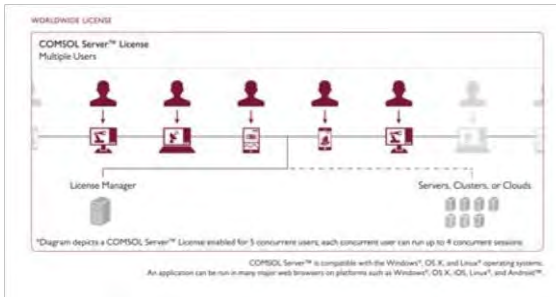 WORLDWIDE LICENSE
COMSOL Server™ License
Multiple Users
License Manager
Servers, Clusters, or Clouds
*Diagram depicts a COMSOL Server™ License enabled for 5 concurrent users; each concurrent user can run up to 4 concurrent sessions.
COMSOL Server™ is compatible with the Windows®, OS X, and Linux® operating systems.
An application can be run in many major web browsers on platforms such as Windows®, OS X, iOS, Linux®, and Android™.